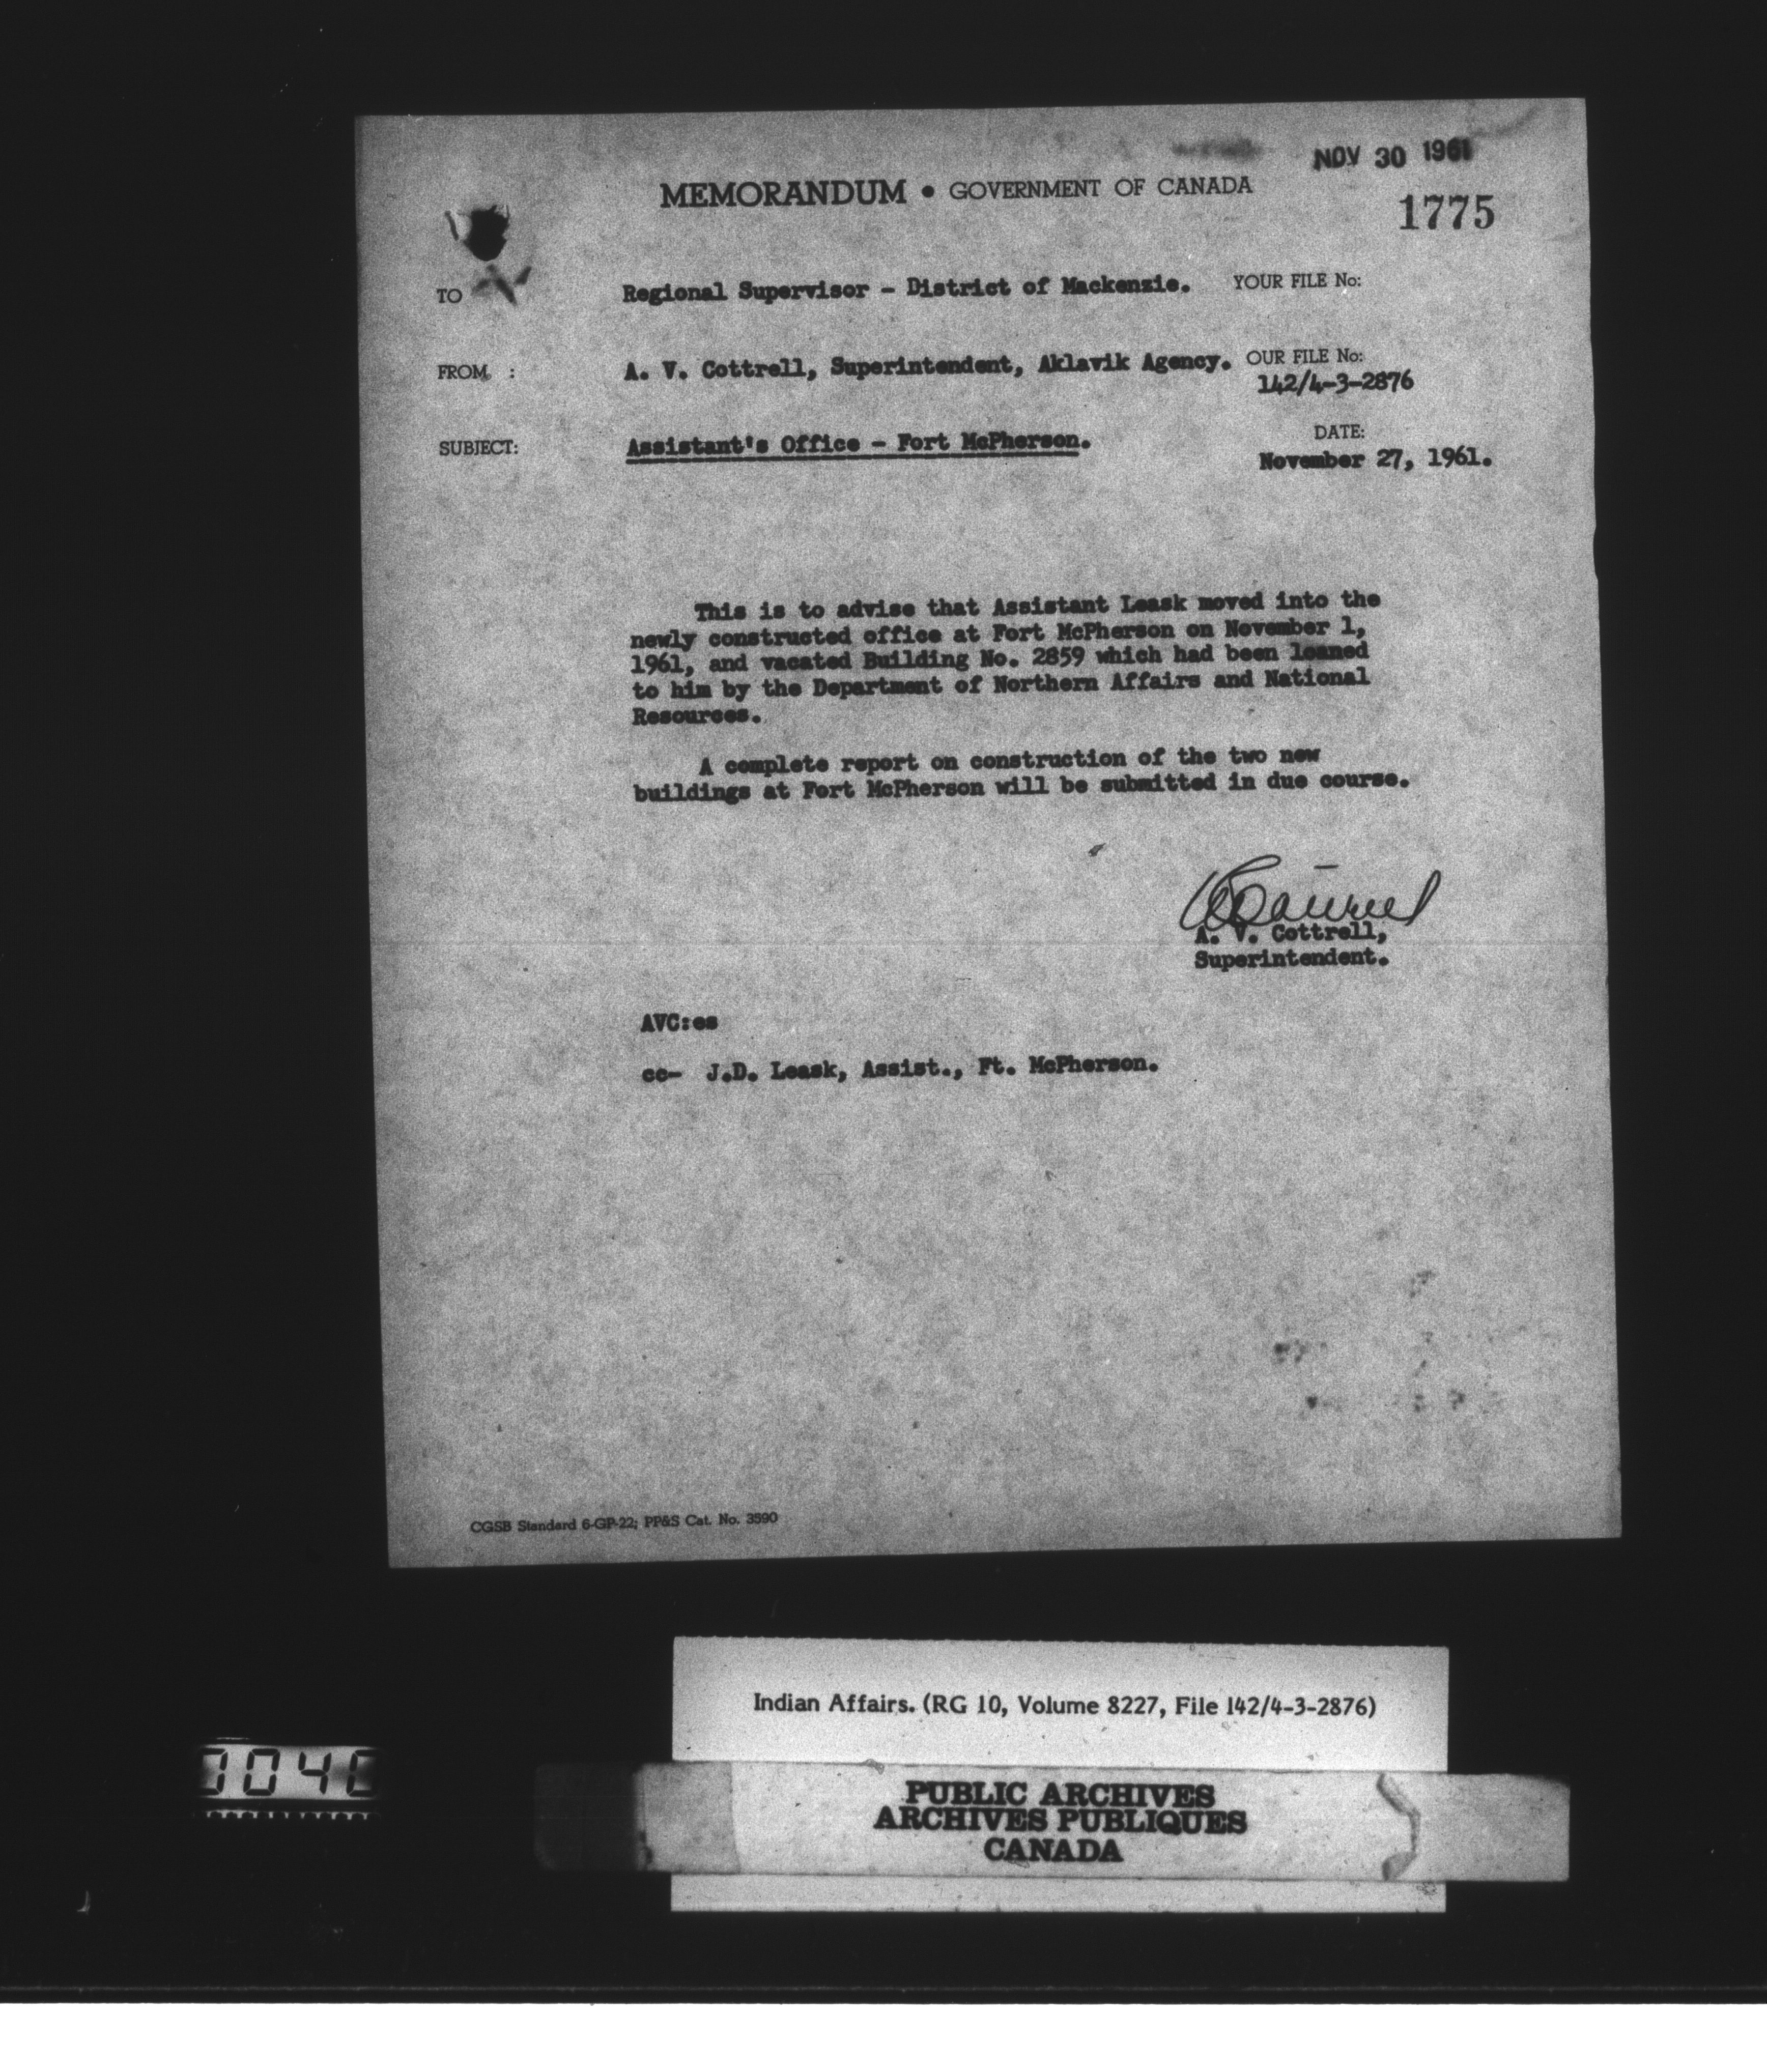 NOV 30 1961
MEMORANDUM • GOVERNMENT OF CANADA
1775
TO
Regional Supervisor - District of Mackenzie.
YOUR FILE No:
FROM :
A. V. Cottrell, Superintendent, Aklavik Agency.
OUR FILE No:
142/4-3-2876
SUBJECT:
Assistant's Office - Fort McPherson.
DATE:
November 27, 1961.
This is to advise that Assistant Leask moved into the
newly constructed office at Fort McPherson on November 1,
1961, and vacated Building No. 2859 which had been loaned
to him by the Department of Northern Affairs and National
Resources.
A complete report on construction of the two new
buildings at Fort McPherson will be submitted in due course.
A. V. Cottrell,
Superintendent.
AVC:es
cc- J.D. Leask, Assist., Ft. McPherson.
CGSB Standard 6-GP-22; PP&S Cat. No. 3590
Indian Affairs. (RG 10, Volume 8227, File 142/4-3-2876)
PUBLIC ARCHIVES
ARCHIVES PUBLIQUES
CANADA